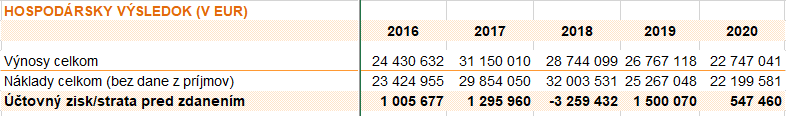 HOSPODÁRSKY VÝSLEDOK (V EUR)
2016 2017 2018 2019 2020
Výnosy celkom 24 430 632 31 150 010 28 744 099 26 767 118 22 747 041
Náklady celkom (bez dane z príjmov) 23 424 955 29 854 050 32 003 531 25 267 048 22 199 581
Účtovný zisk/strata pred zdanením 1 005 677 1 295 960 -3 259 432 1 500 070 547 460